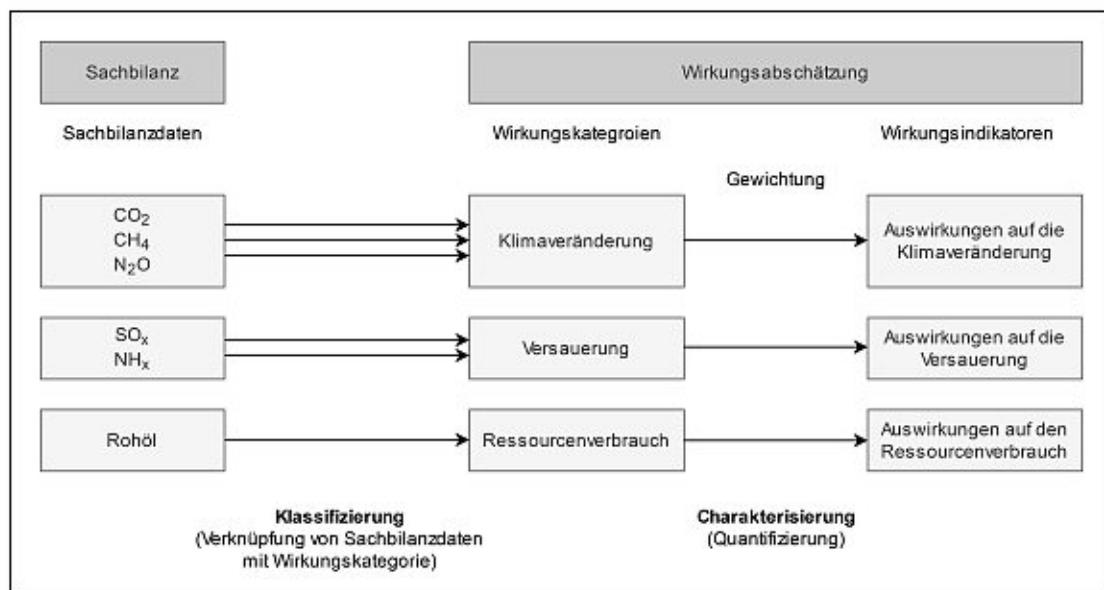 Sachbilanz
Wirkungsabschätzung
Sachbilanzdaten
Wirkungskategroien
Wirkungsindikatoren
Gewichtung
CO₂
CH₄
N₂O
Klimaveränderung
Auswirkungen auf die
Klimaveränderung
SOₓ
NHₓ
Versauerung
Auswirkungen auf die
Versauerung
Rohöl
Ressourcenverbrauch
Auswirkungen auf den
Ressourcenverbrauch
Klassifizierung
(Verknüpfung von Sachbilanzdaten
mit Wirkungskategorie)
Charakterisierung
(Quantifizierung)